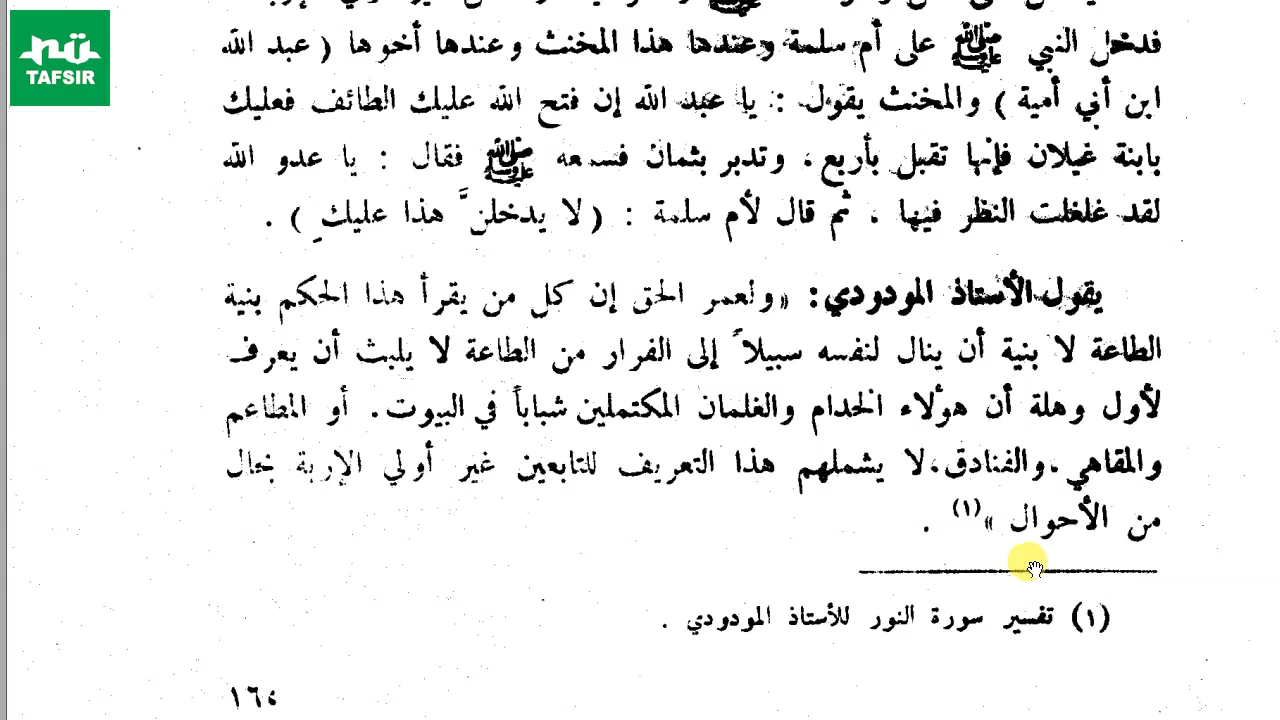 nü
TAFSIR
فدخل النبي ﷺ على أم سلمة وعندها هذا المخنث وعندها أخوها ( عبد الله
ابن أبي أمية ) والمخنث يقول : يا عبد الله إن فتح الله عليك الطائف فعليك
بابنة غيلان فإنها تقبل بأربع، وتدبر بثمان فسمعه ﷺ فقال : يا عدو الله
لقد غلغلت النظر فيها ، ثم قال لأم سلمة : ( لا يدخلنَّ هذا عليكِ ) .
يقول الأستاذ المودودي: «ولعمر الحق إن كل من يقرأ هذا الحكم بنية
الطاعة لا بنية أن ينال لنفسه سبيلاً إلى الفرار من الطاعة لا يلبث أن يعرف
لأول وهلة أن هؤلاء الخدام والغلمان المكتملين شباباً في البيوت. أو المطاعم
والمقاهي، والفنادق، لا يشملهم هذا التعريف للتابعين غير أولي الإربة بحال
من الأحوال »(١) .
(١) تفسير سورة النور للأستاذ المودودي .